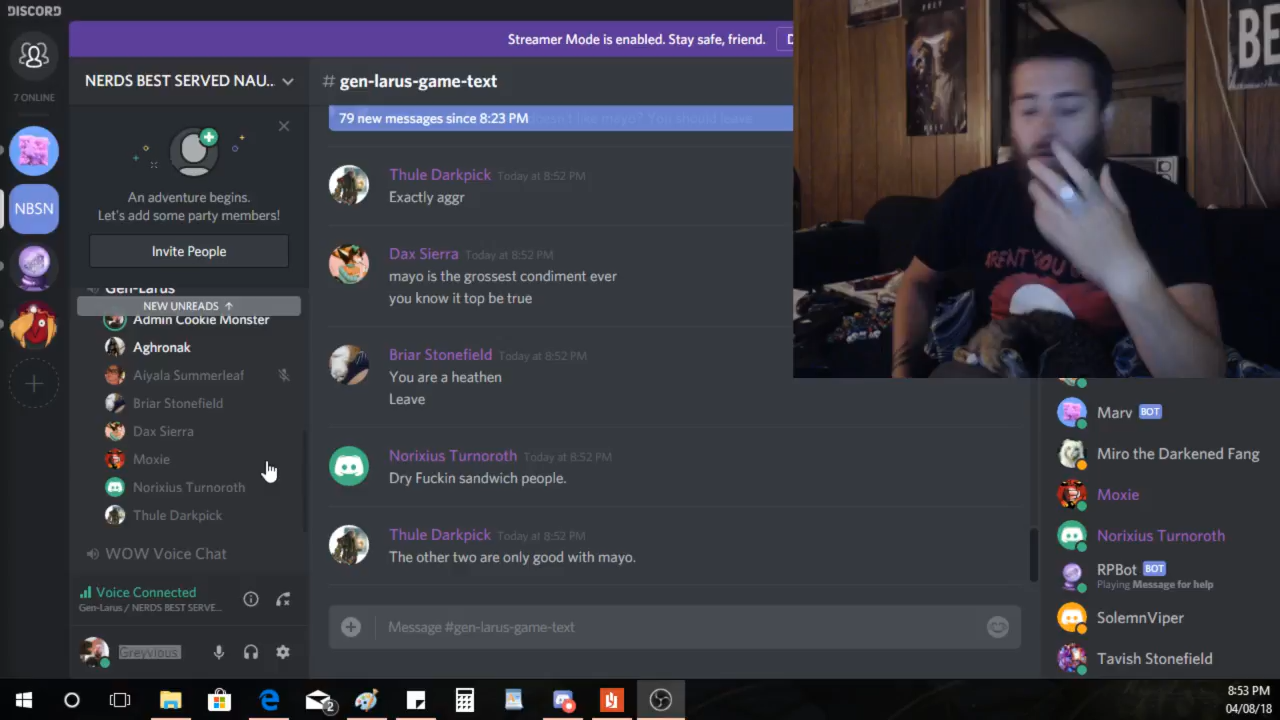 DISCORD
Streamer Mode is enabled. Stay safe, friend.
7 ONLINE
NERDS BEST SERVED NAU...
# gen-larus-game-text
79 new messages since 8:23 PM
An adventure begins.
Let's add some party members!
Invite People
NBSN
Gen-Larus
NEW UNREADS ↑
Admin Cookie Monster
Aghronak
Aiyala Summerleaf
Briar Stonefield
Dax Sierra
Moxie
Norixius Turnoroth
Thule Darkpick
WOW Voice Chat
Voice Connected
Gen-Larus / NERDS BEST SERVE...
Greyvious
Thule Darkpick Today at 8:52 PM
Exactly aggr
Dax Sierra Today at 8:52 PM
mayo is the grossest condiment ever
you know it top be true
Briar Stonefield Today at 8:52 PM
You are a heathen
Leave
Norixius Turnoroth Today at 8:52 PM
Dry Fuckin sandwich people.
Thule Darkpick Today at 8:52 PM
The other two are only good with mayo.
Message #gen-larus-game-text
PREY
BE
Marv BOT
Miro the Darkened Fang
Moxie
Norixius Turnoroth
RPBot BOT
Playing Message for help
SolemnViper
Tavish Stonefield
2
8:53 PM
04/08/18